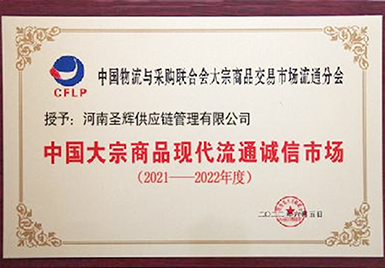 CFLP
中国物流与采购联合会大宗商品交易市场流通分会
授予:河南圣辉供应链管理有限公司
中国大宗商品现代流通诚信市场
(2021——2022年度)